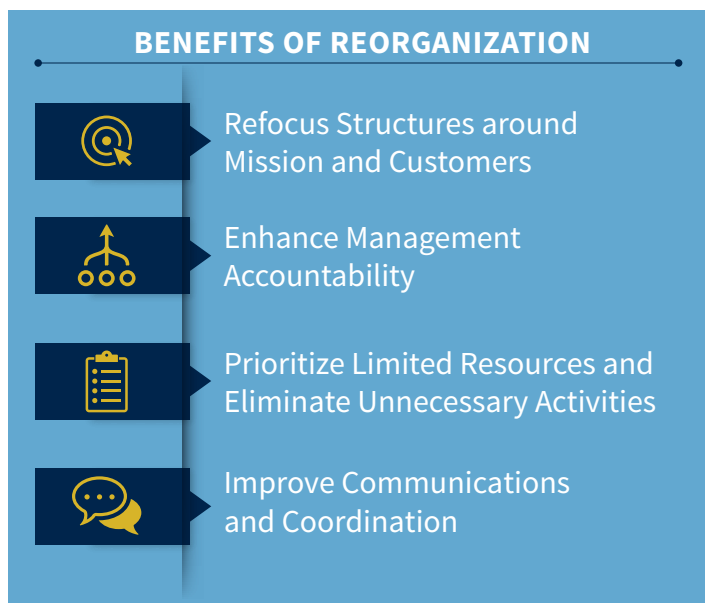 BENEFITS OF REORGANIZATION
Refocus Structures around
Mission and Customers
Enhance Management
Accountability
Prioritize Limited Resources and
Eliminate Unnecessary Activities
Improve Communications
and Coordination